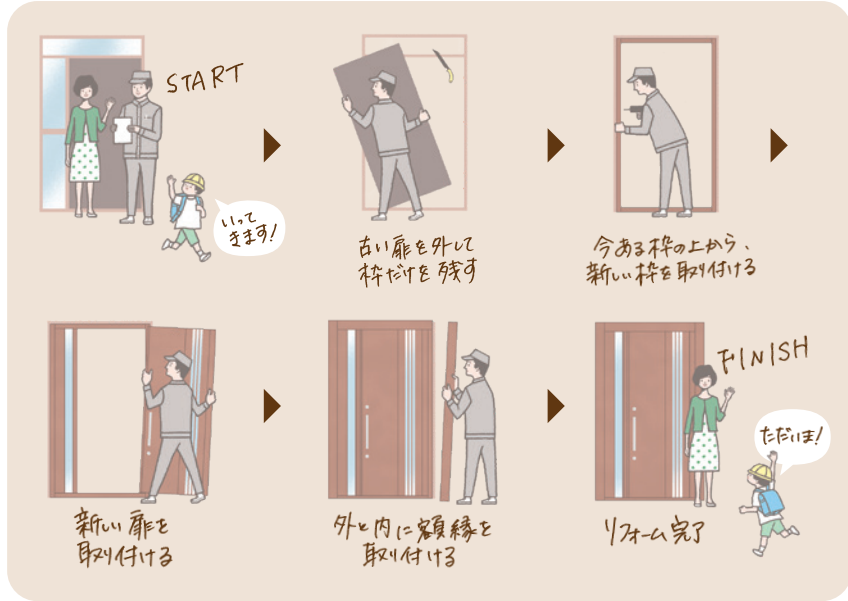 START
いって
きます!
古い扉を外して
枠だけを残す
今ある枠の上から、
新しい枠を取り付ける
新しい扉を
取り付ける
外と内に額縁を
取り付ける
FINISH
ただいま!
リフォーム完了